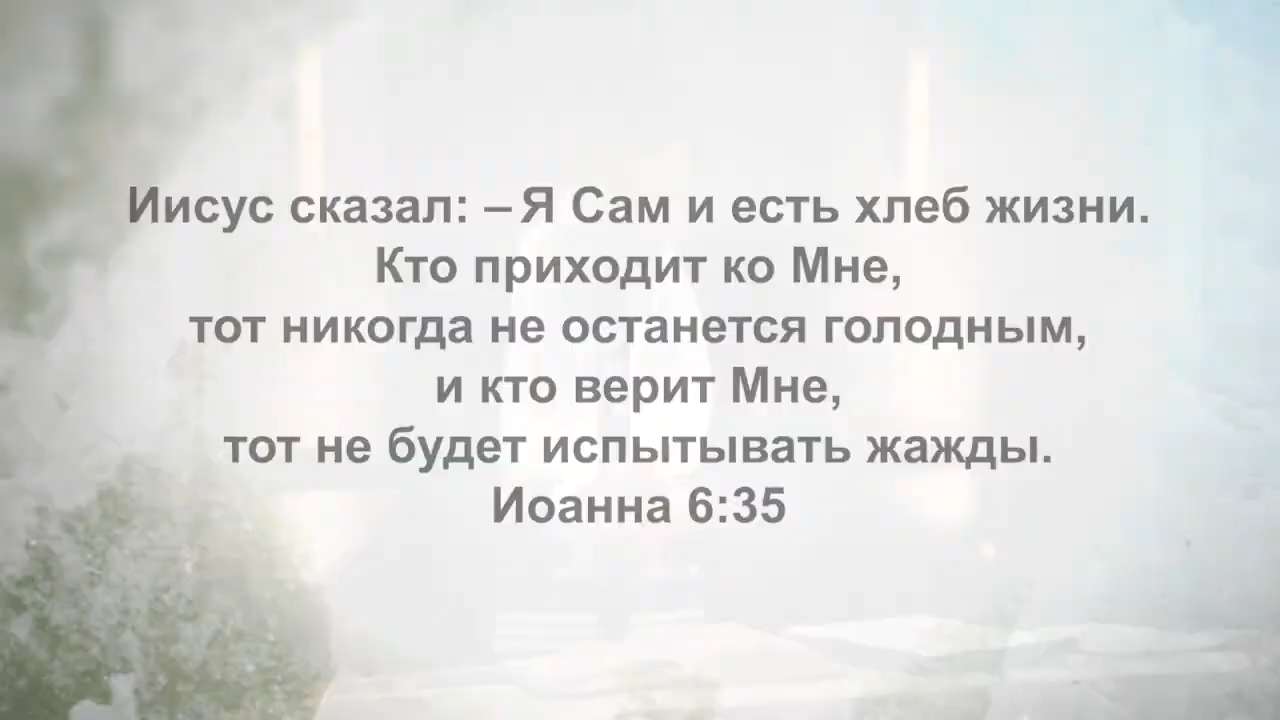 Иисус сказал: – Я Сам и есть хлеб жизни.
Кто приходит ко Мне,
тот никогда не останется голодным,
и кто верит Мне,
тот не будет испытывать жажды.
Иоанна 6:35